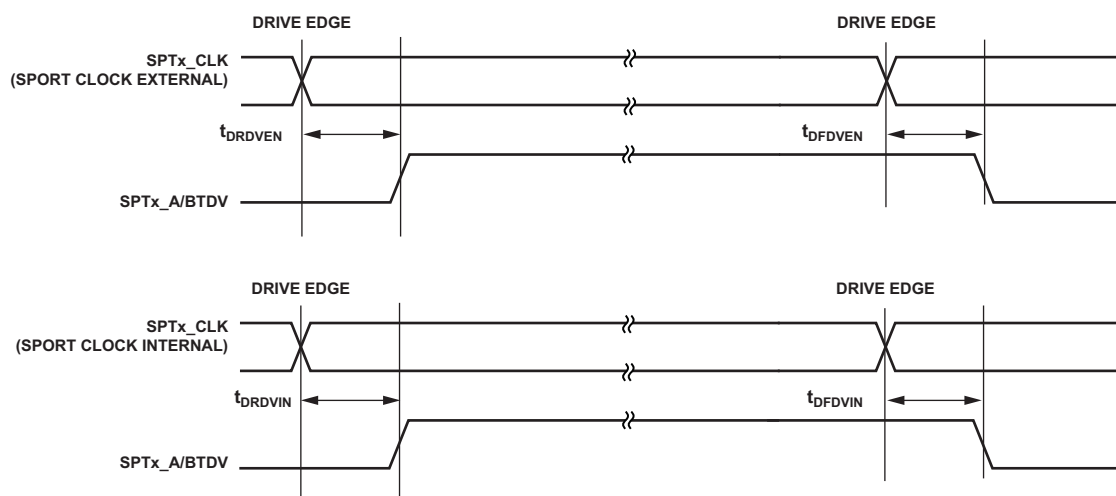 DRIVE EDGE DRIVE EDGE
SPTx_CLK
(SPORT CLOCK EXTERNAL)
tDRDVEN tDFDVEN
SPTx_A/BTDV
DRIVE EDGE DRIVE EDGE
SPTx_CLK
(SPORT CLOCK INTERNAL)
tDRDVIN tDFDVIN
SPTx_A/BTDV